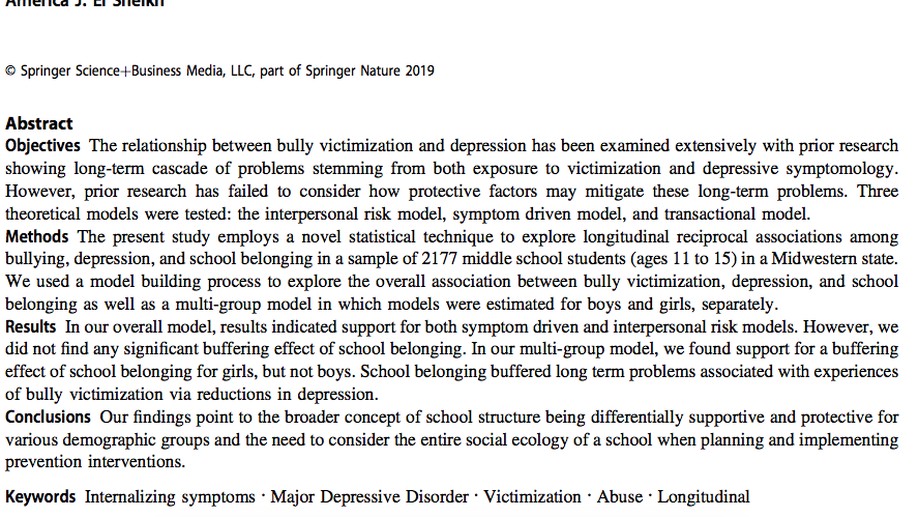 America J. El Sheikh
© Springer Science+Business Media, LLC, part of Springer Nature 2019
Abstract
Objectives The relationship between bully victimization and depression has been examined extensively with prior research
showing long-term cascade of problems stemming from both exposure to victimization and depressive symptomology.
However, prior research has failed to consider how protective factors may mitigate these long-term problems. Three
theoretical models were tested: the interpersonal risk model, symptom driven model, and transactional model.
Methods The present study employs a novel statistical technique to explore longitudinal reciprocal associations among
bullying, depression, and school belonging in a sample of 2177 middle school students (ages 11 to 15) in a Midwestern state.
We used a model building process to explore the overall association between bully victimization, depression, and school
belonging as well as a multi-group model in which models were estimated for boys and girls, separately.
Results In our overall model, results indicated support for both symptom driven and interpersonal risk models. However, we
did not find any significant buffering effect of school belonging. In our multi-group model, we found support for a buffering
effect of school belonging for girls, but not boys. School belonging buffered long term problems associated with experiences
of bully victimization via reductions in depression.
Conclusions Our findings point to the broader concept of school structure being differentially supportive and protective for
various demographic groups and the need to consider the entire social ecology of a school when planning and implementing
prevention interventions.
Keywords Internalizing symptoms · Major Depressive Disorder · Victimization · Abuse · Longitudinal